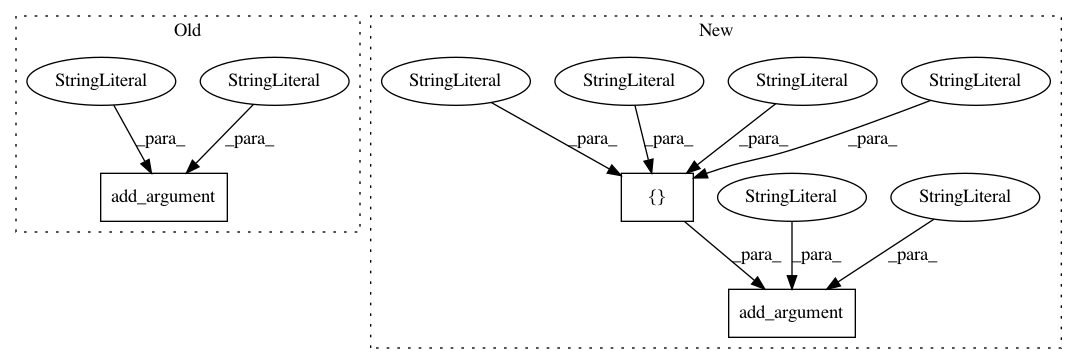 Old
New
StringLiteral StringLiteral
StringLiteral StringLiteral StringLiteral StringLiteral
_para_ _para_
_para_ _para_ _para_ _para_
add_argument
{} StringLiteral StringLiteral
_para_ _para_ _para_
add_argument